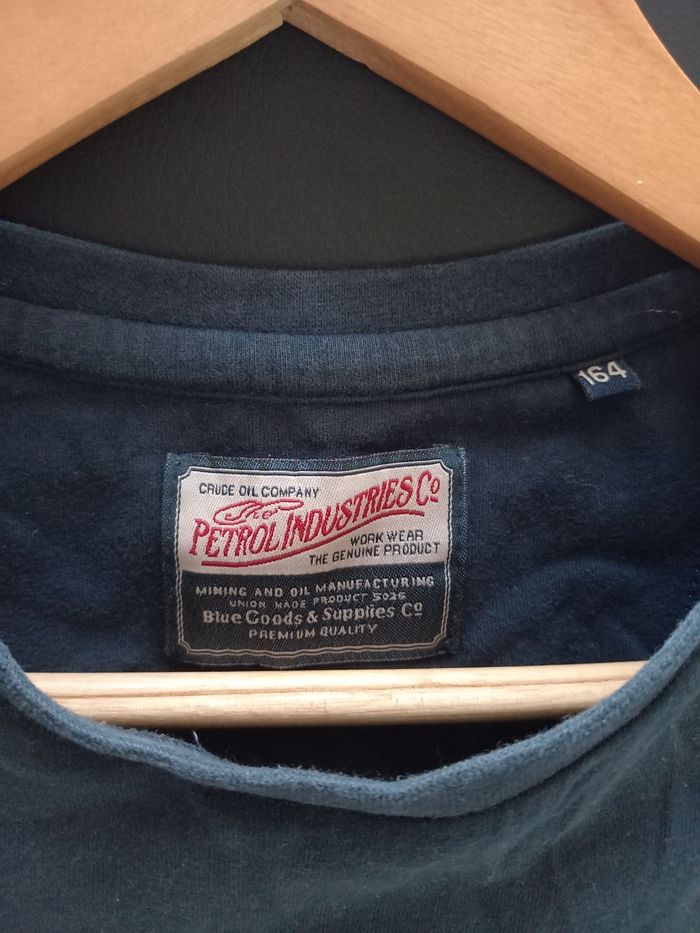 164
CRUDE OIL COMPANY
The
PETROL INDUSTRIES Co
WORK WEAR
THE GENUINE PRODUCT
MINING AND OIL MANUFACTURING
UNION MADE PRODUCT 5026
Blue Goods & Supplies Co
PREMIUM QUALITY